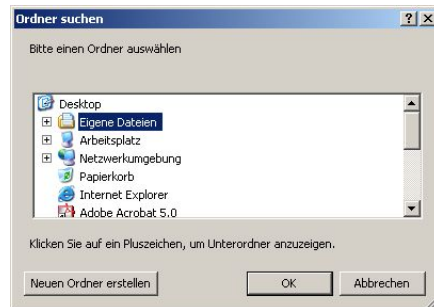 Ordner suchen
Bitte einen Ordner auswählen
Desktop
Eigene Dateien
Arbeitsplatz
Netzwerkumgebung
Papierkorb
Internet Explorer
Adobe Acrobat 5.0
Klicken Sie auf ein Pluszeichen, um Unterordner anzuzeigen.
Neuen Ordner erstellen OK Abbrechen